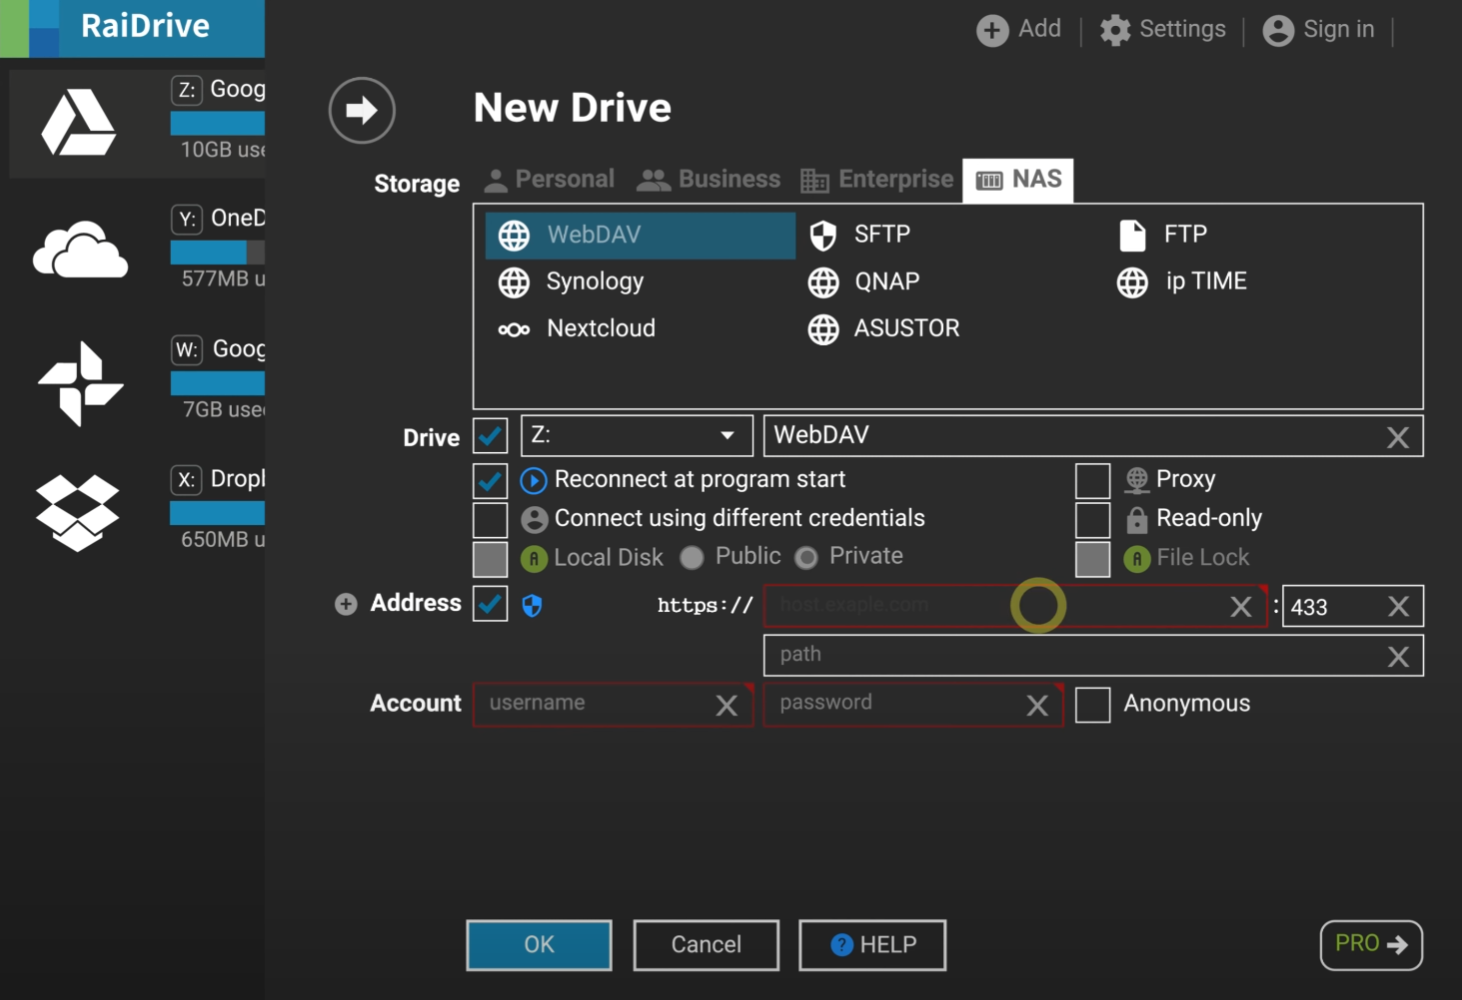 RaiDrive
Add
Settings
Sign in
Z: Goog
10GB use
Y: OneD
577MB u
W: Goog
7GB use
X: Drop
650MB u
New Drive
Storage
Personal
Business
Enterprise
NAS
WebDAV
SFTP
FTP
Synology
QNAP
ip TIME
Nextcloud
ASUSTOR
Drive
Z:
WebDAV
Reconnect at program start
Proxy
Connect using different credentials
Read-only
A Local Disk
Public
Private
A File Lock
Address
https://
host.exaple.com
: 433
path
Account
username
password
Anonymous
OK
Cancel
? HELP
PRO